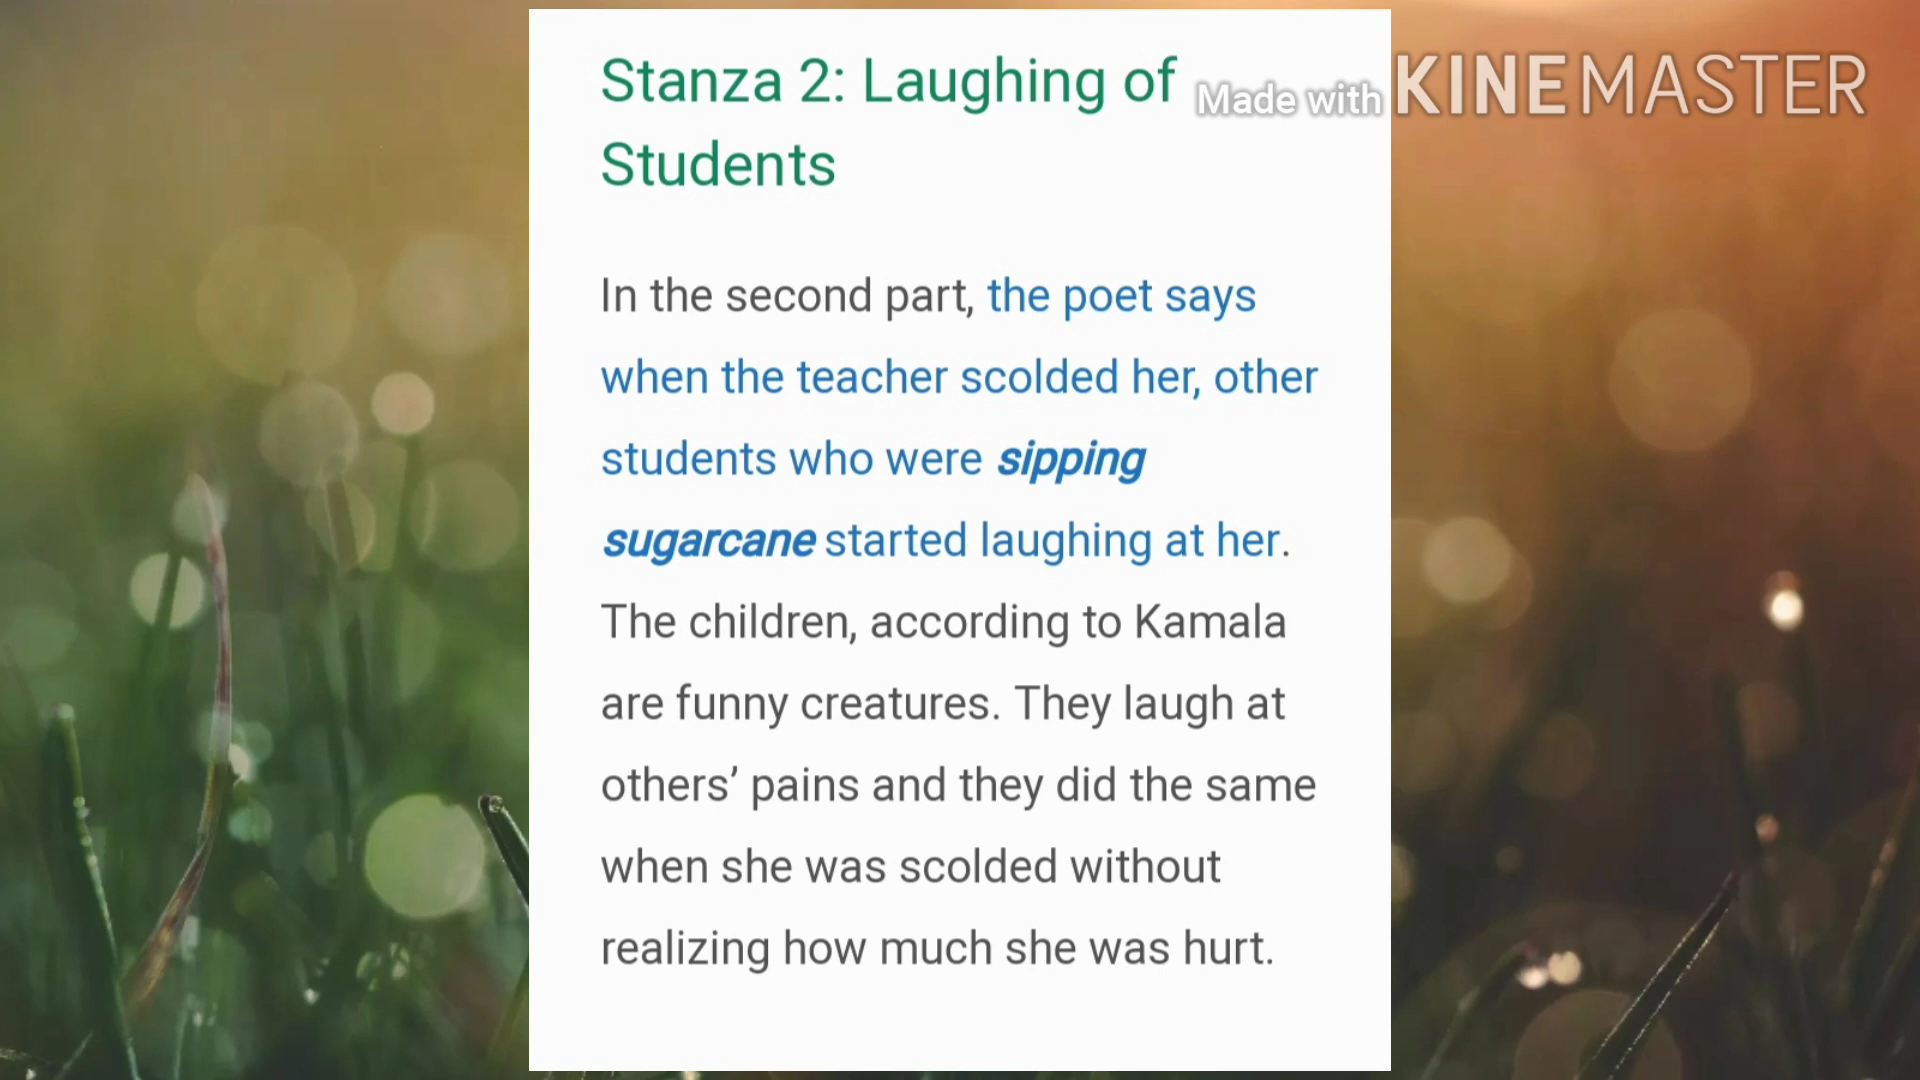 Stanza 2: Laughing of
Made with KINEMASTER
Students
In the second part, the poet says
when the teacher scolded her, other
students who were sipping
sugarcane started laughing at her.
The children, according to Kamala
are funny creatures. They laugh at
others’ pains and they did the same
when she was scolded without
realizing how much she was hurt.